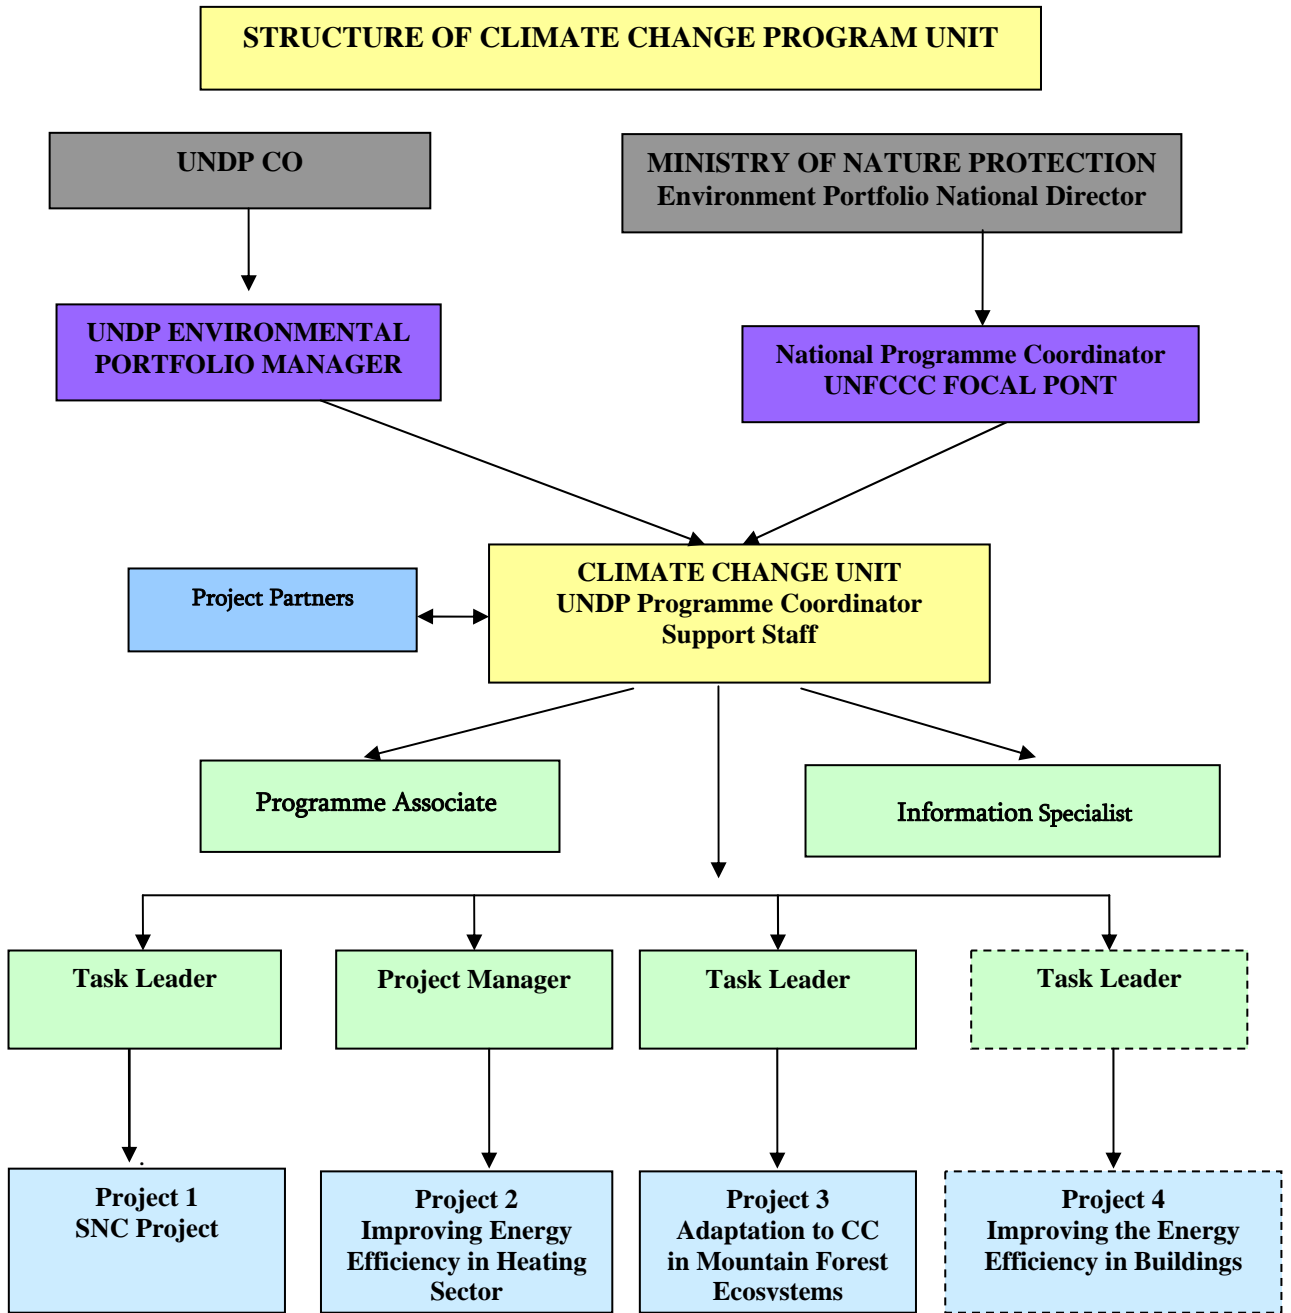 STRUCTURE OF CLIMATE CHANGE PROGRAM UNIT
UNDP CO
MINISTRY OF NATURE PROTECTION
Environment Portfolio National Director
UNDP ENVIRONMENTAL
PORTFOLIO MANAGER
National Programme Coordinator
UNFCCC FOCAL PONT
Project Partners
CLIMATE CHANGE UNIT
UNDP Programme Coordinator
Support Staff
Programme Associate
Information Specialist
Task Leader
Project Manager
Task Leader
Task Leader
Project 1
SNC Project
Project 2
Improving Energy
Efficiency in Heating
Sector
Project 3
Adaptation to CC
in Mountain Forest
Ecosystems
Project 4
Improving the Energy
Efficiency in Buildings